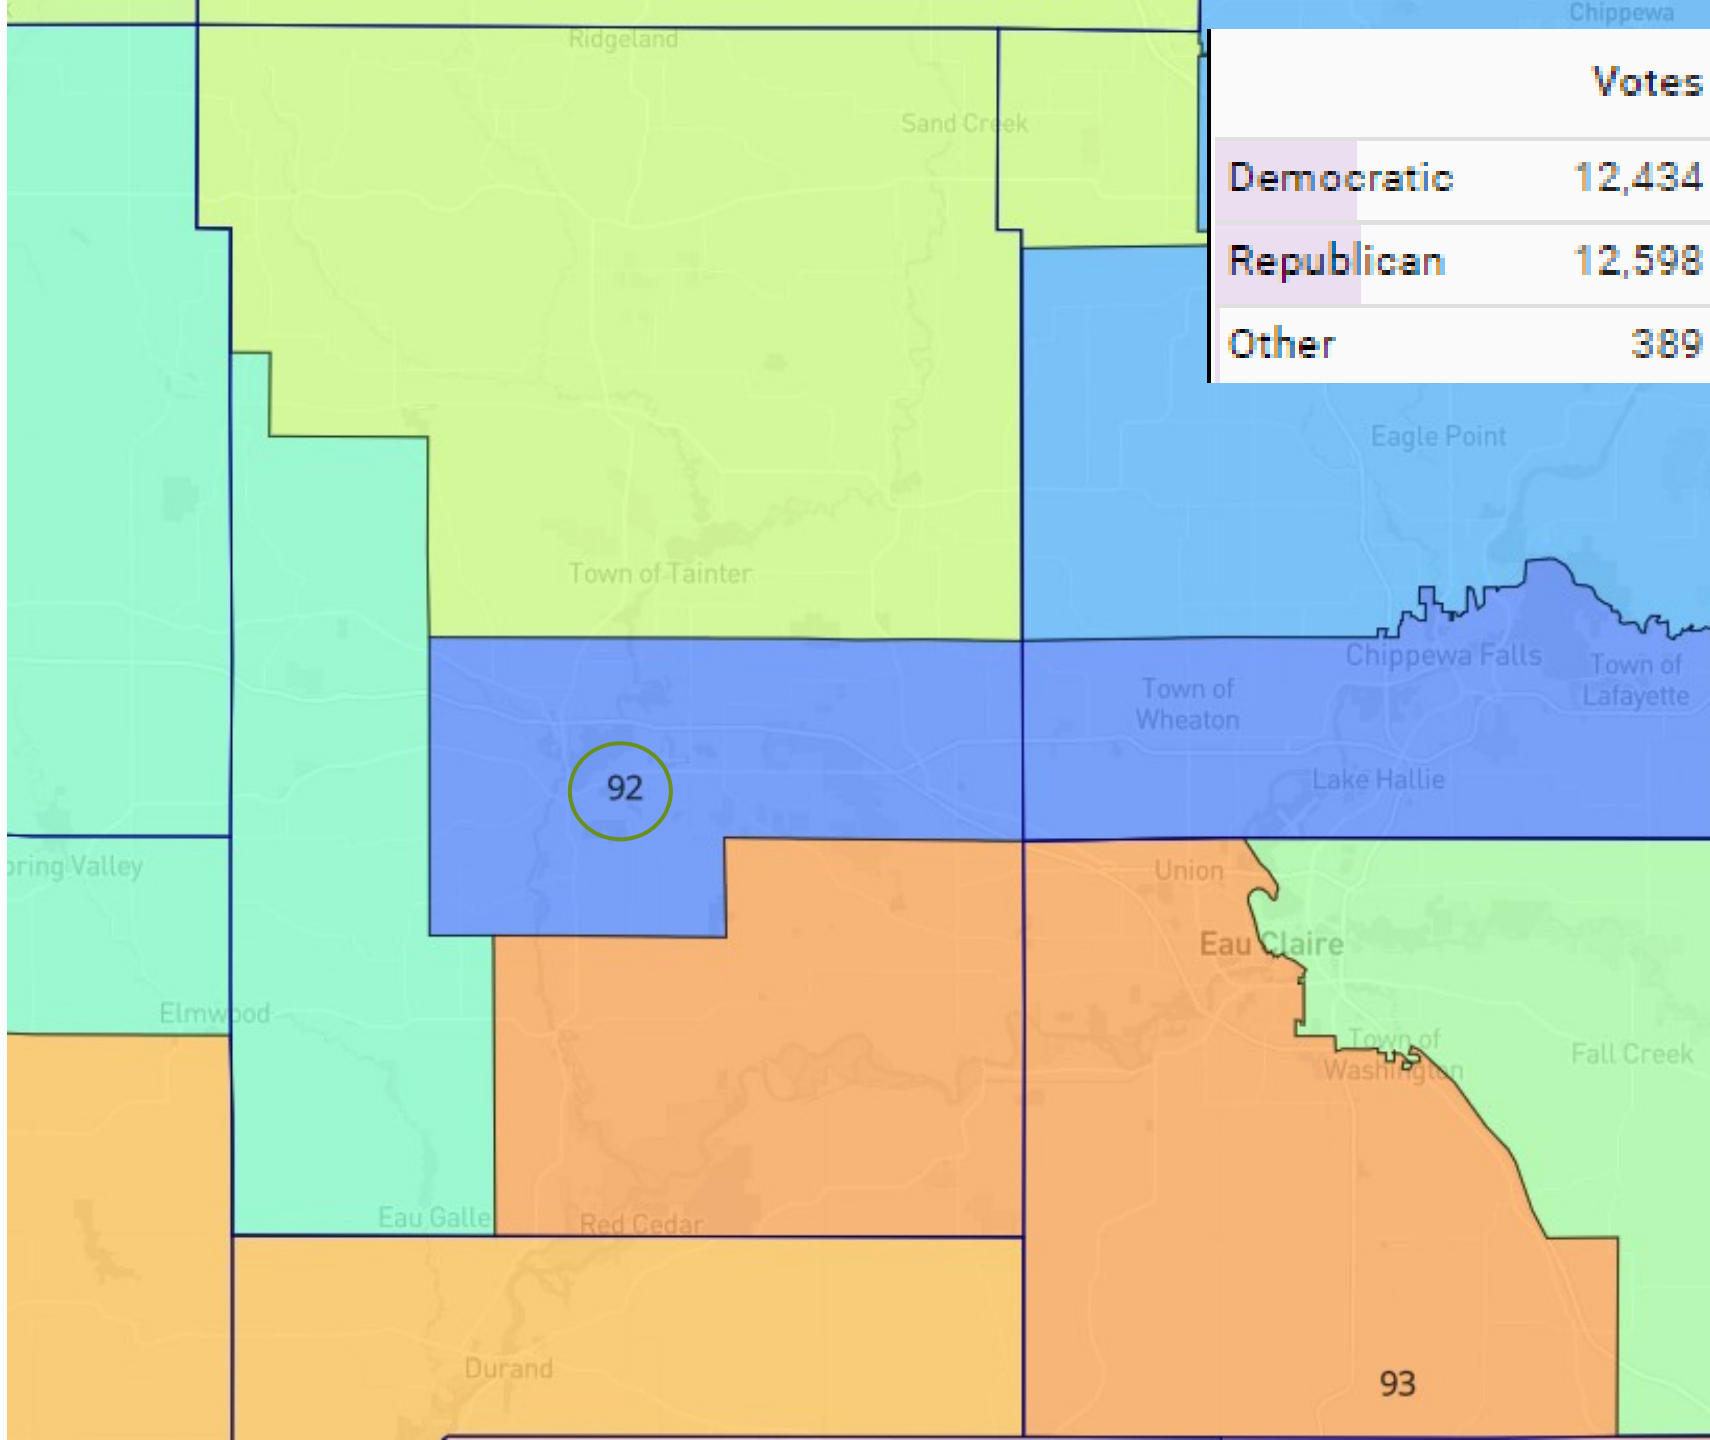 Chippewa
Ridgeland
Votes
Sand Creek
Democratic 12,434
Republican 12,598
Other 389
Eagle Point
Town of Tainter
Chippewa Falls
Town of
Lafayette
Town of
Wheaton
92
Lake Hallie
pring Valley
Union
Eau Claire
Elmwood
Town of
Washington
Fall Creek
Eau Galle
Red Cedar
Durand
93